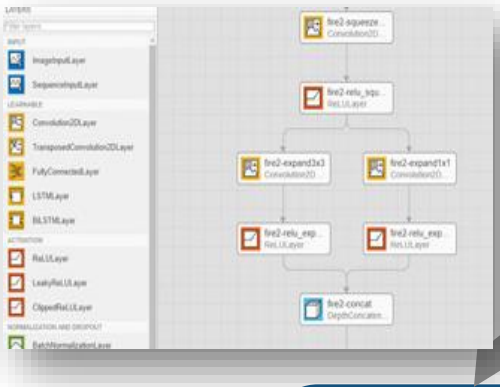 LAYERS
Filter layers...
INPUT
ImageInputLayer
SequenceInputLayer
LEARNABLE
Convolution2DLayer
TransposedConvolution2DLayer
FullyConnectedLayer
LSTMLayer
BiLSTMLayer
ACTIVATION
ReLULayer
LeakyReLULayer
ClippedReLULayer
NORMALIZATION AND DROPOUT
BatchNormalizationLayer
fire2-squeeze...
Convolution2D...
fire2-relu_squ...
ReLULayer
fire2-expand3x3
Convolution2D...
fire2-expand1x1
Convolution2D...
fire2-relu_exp...
ReLULayer
fire2-relu_exp...
ReLULayer
fire2-concat
DepthConcaten...